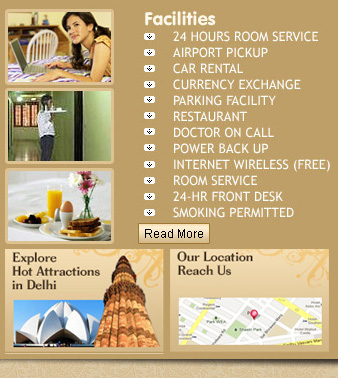 Facilities
24 HOURS ROOM SERVICE
AIRPORT PICKUP
CAR RENTAL
CURRENCY EXCHANGE
PARKING FACILITY
RESTAURANT
DOCTOR ON CALL
POWER BACK UP
INTERNET WIRELESS (FREE)
ROOM SERVICE
24-HR FRONT DESK
SMOKING PERMITTED
Read More
Explore
Hot Attractions
in Delhi
Our Location
Reach Us